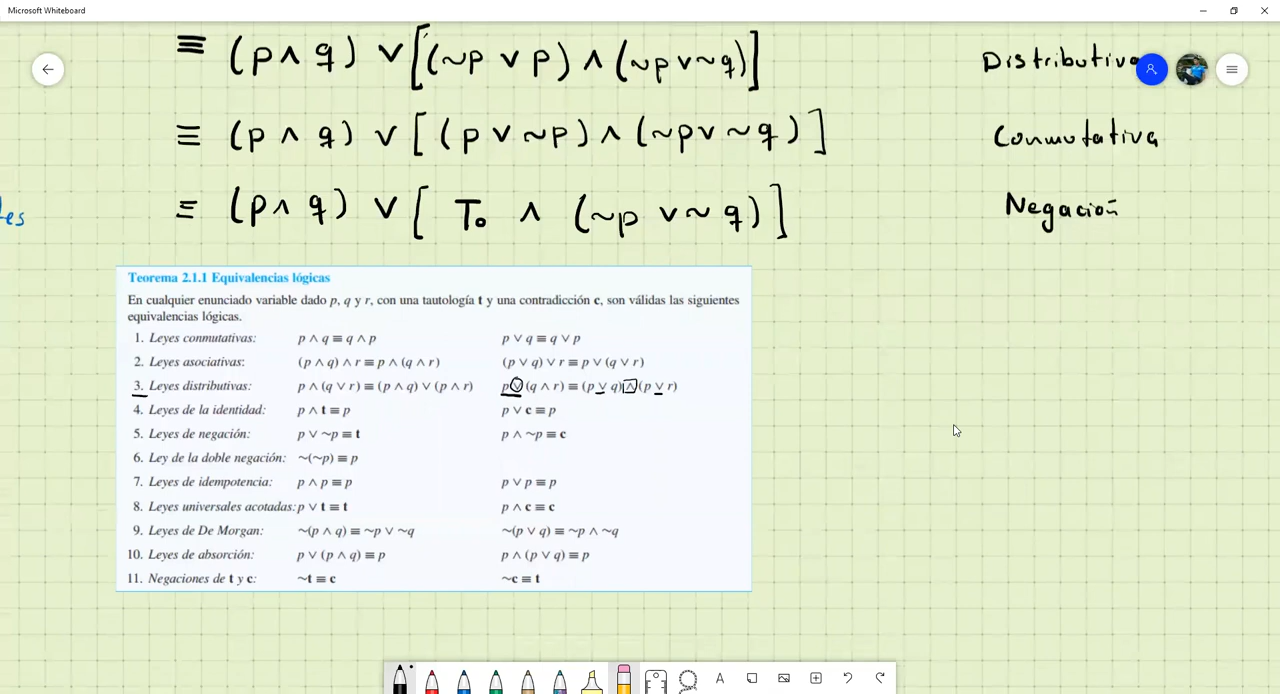 Microsoft Whiteboard
≡ (p ∧ q) ∨ [(~p ∨ p) ∧ (~p ∨ ~q)] Distributiva
≡ (p ∧ q) ∨ [(p ∨ ~p) ∧ (~p ∨ ~q)] Conmutativa
≡ (p ∧ q) ∨ [T₀ ∧ (~p ∨ ~q)] Negación
es
Teorema 2.1.1 Equivalencias lógicas
En cualquier enunciado variable dado p, q y r, con una tautología t y una contradicción c, son válidas las siguientes
equivalencias lógicas.
1. Leyes conmutativas: p ∧ q ≡ q ∧ p p ∨ q ≡ q ∨ p
2. Leyes asociativas: (p ∧ q) ∧ r ≡ p ∧ (q ∧ r) (p ∨ q) ∨ r ≡ p ∨ (q ∨ r)
3. Leyes distributivas: p ∧ (q ∨ r) ≡ (p ∧ q) ∨ (p ∧ r) p ∨ (q ∧ r) ≡ (p ∨ q) ∧ (p ∨ r)
4. Leyes de la identidad: p ∧ t ≡ p p ∨ c ≡ p
5. Leyes de negación: p ∨ ~p ≡ t p ∧ ~p ≡ c
6. Ley de la doble negación: ~(~p) ≡ p
7. Leyes de idempotencia: p ∧ p ≡ p p ∨ p ≡ p
8. Leyes universales acotadas: p ∨ t ≡ t p ∧ c ≡ c
9. Leyes de De Morgan: ~(p ∧ q) ≡ ~p ∨ ~q ~(p ∨ q) ≡ ~p ∧ ~q
10. Leyes de absorción: p ∨ (p ∧ q) ≡ p p ∧ (p ∨ q) ≡ p
11. Negaciones de t y c: ~t ≡ c ~c ≡ t